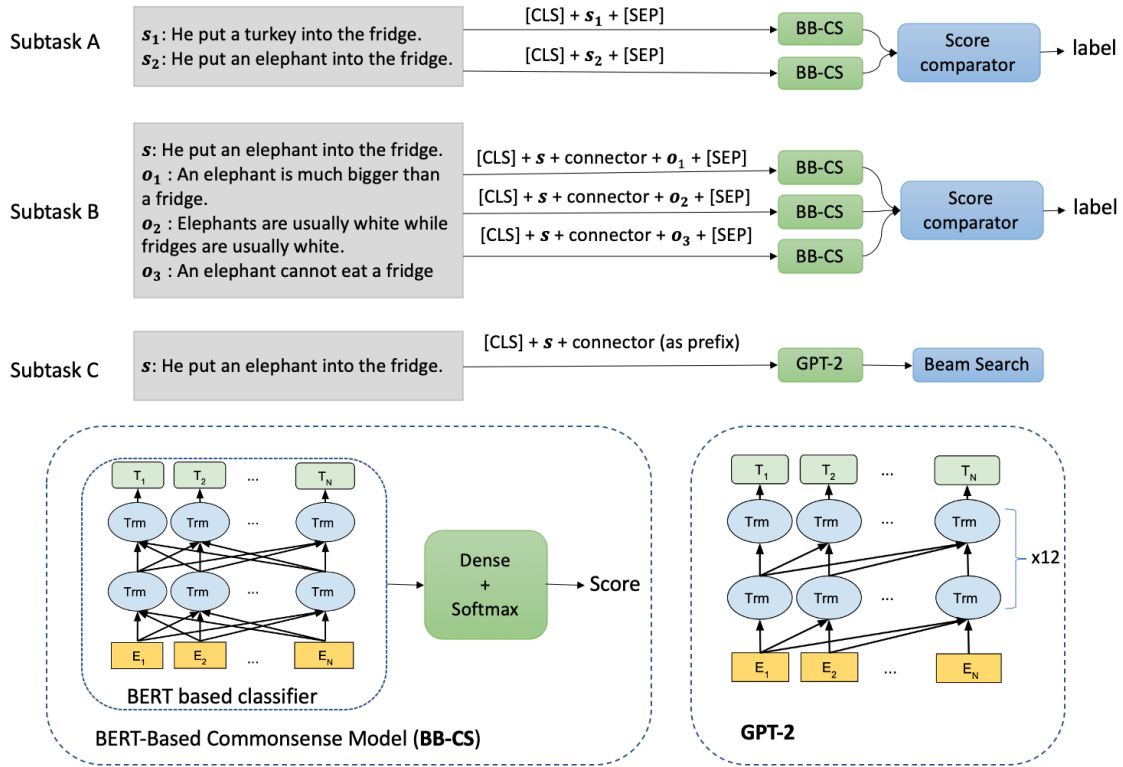 Subtask A
s1: He put a turkey into the fridge.
s2: He put an elephant into the fridge.
[CLS] + s1 + [SEP]
[CLS] + s2 + [SEP]
BB-CS
BB-CS
Score
comparator
label
Subtask B
s: He put an elephant into the fridge.
o1 : An elephant is much bigger than
a fridge.
o2 : Elephants are usually white while
fridges are usually white.
o3 : An elephant cannot eat a fridge
[CLS] + s + connector + o1 + [SEP]
[CLS] + s + connector + o2 + [SEP]
[CLS] + s + connector + o3 + [SEP]
BB-CS
BB-CS
BB-CS
Score
comparator
label
Subtask C
s: He put an elephant into the fridge.
[CLS] + s + connector (as prefix)
GPT-2
Beam Search
T1 T2 ... TN
Trm Trm ... Trm
Trm Trm ... Trm
E1 E2 ... EN
BERT based classifier
Dense
+
Softmax
Score
BERT-Based Commonsense Model (BB-CS)
T1 T2 ... TN
Trm Trm ... Trm
x12
Trm Trm ... Trm
E1 E2 ... EN
GPT-2